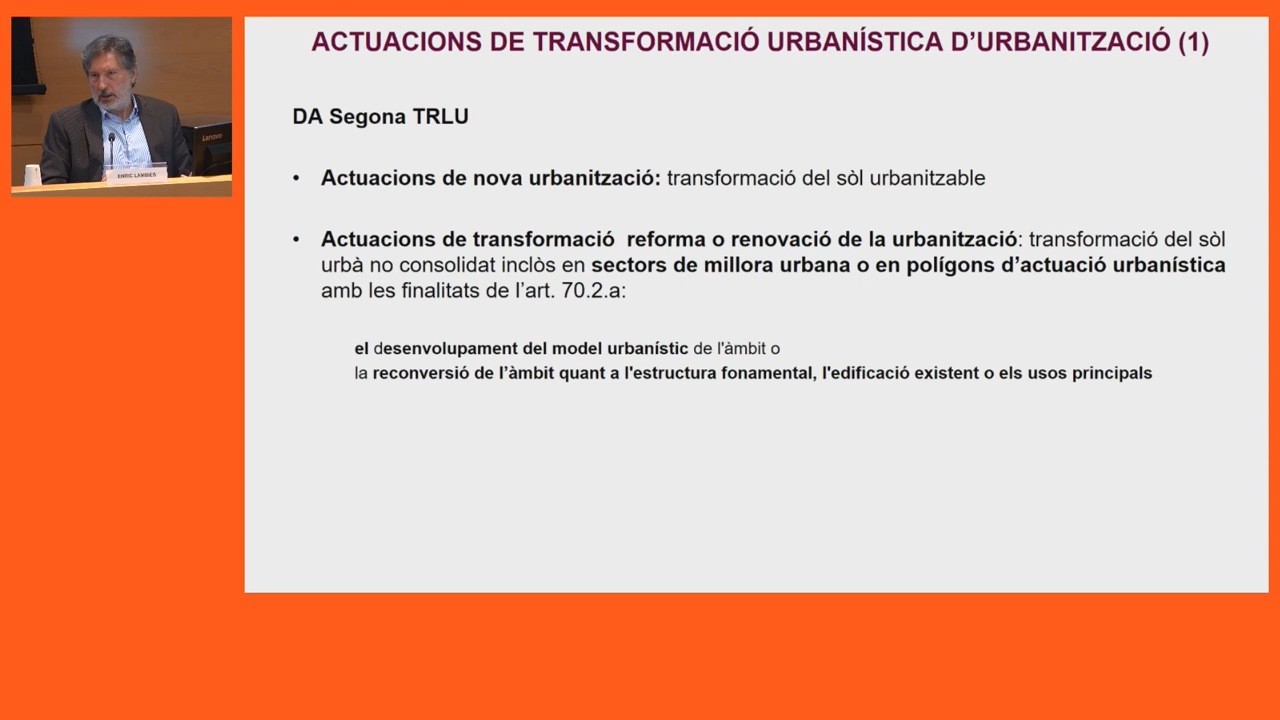 ACTUACIONS DE TRANSFORMACIÓ URBANÍSTICA D’URBANITZACIÓ (1)
DA Segona TRLU
• Actuacions de nova urbanització: transformació del sòl urbanitzable
• Actuacions de transformació  reforma o renovació de la urbanització: transformació del sòl
urbà no consolidat inclòs en sectors de millora urbana o en polígons d’actuació urbanística
amb les finalitats de l’art. 70.2.a:
el desenvolupament del model urbanístic de l'àmbit o
la reconversió de l’àmbit quant a l'estructura fonamental, l'edificació existent o els usos principals
Lenovo
ENRIC LAMBIES